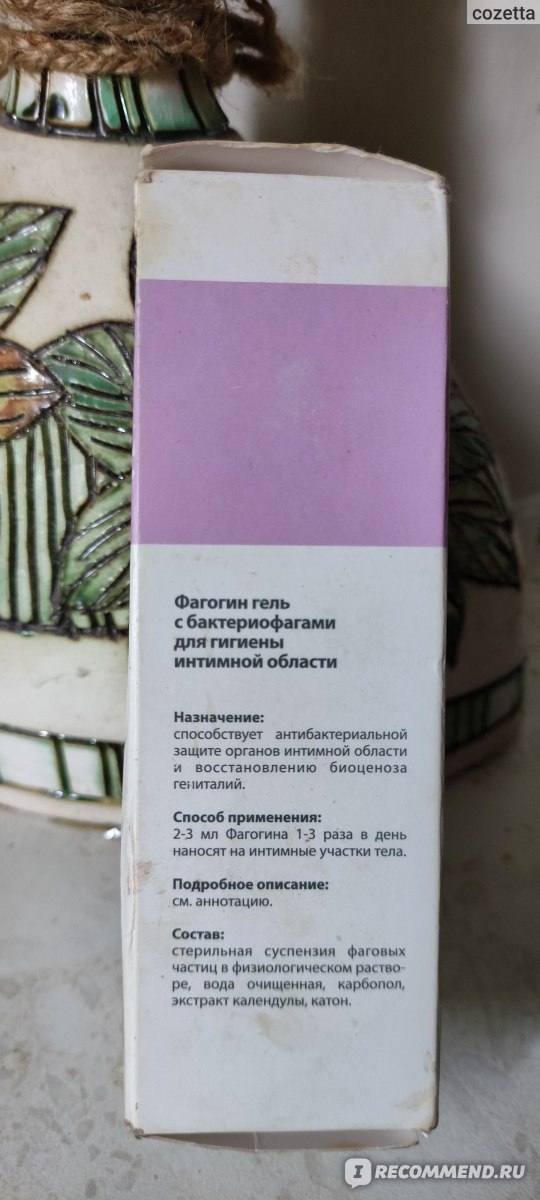 cozetta
Фагогин гель
с бактериофагами
для гигиены
интимной области
Назначение:
способствует антибактериальной
защите органов интимной области
и восстановлению биоценоза
гениталий.
Способ применения:
2-3 мл Фагогина 1-3 раза в день
наносят на интимные участки тела.
Подробное описание:
см. аннотацию.
Состав:
стерильная суспензия фаговых
частиц в физиологическом раство-
ре, вода очищенная, карбопол,
экстракт календулы, катон.
IRECOMMEND.RU